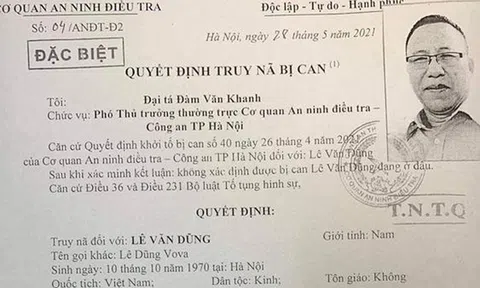 CƠ QUAN AN NINH ĐIỀU TRA
Độc lập - Tự do - Hạnh phúc
Số: 04/ANĐT-Đ2
Hà Nội, ngày 28 tháng 5 năm 2021
ĐẶC BIỆT
QUYẾT ĐỊNH TRUY NÃ BỊ CAN (1)
Tôi: Đại tá Đàm Văn Khanh
Chức vụ: Phó Thủ trưởng thường trực Cơ quan An ninh điều tra –
Công an TP Hà Nội
Căn cứ Quyết định khởi tố bị can số 40 ngày 26 tháng 4 năm 2021
của Cơ quan An ninh điều tra – Công an TP Hà Nội đối với: Lê Văn Dũng
Sau khi xác minh kết luận: không xác định được bị can Lê Văn Dũng đang ở đâu.
Căn cứ Điều 36 và Điều 231 Bộ luật Tố tụng hình sự,
QUAN AN NINH ĐIỀU TRA
T.N.T.Q
QUYẾT ĐỊNH:
Truy nã đối với: LÊ VĂN DŨNG Giới tính: Nam
Tên gọi khác: Lê Dũng Vova
Sinh ngày: 10 tháng 10 năm 1970 tại: Hà Nội
Quốc tịch: Việt Nam; Dân tộc: Kinh; Tôn giáo: Không